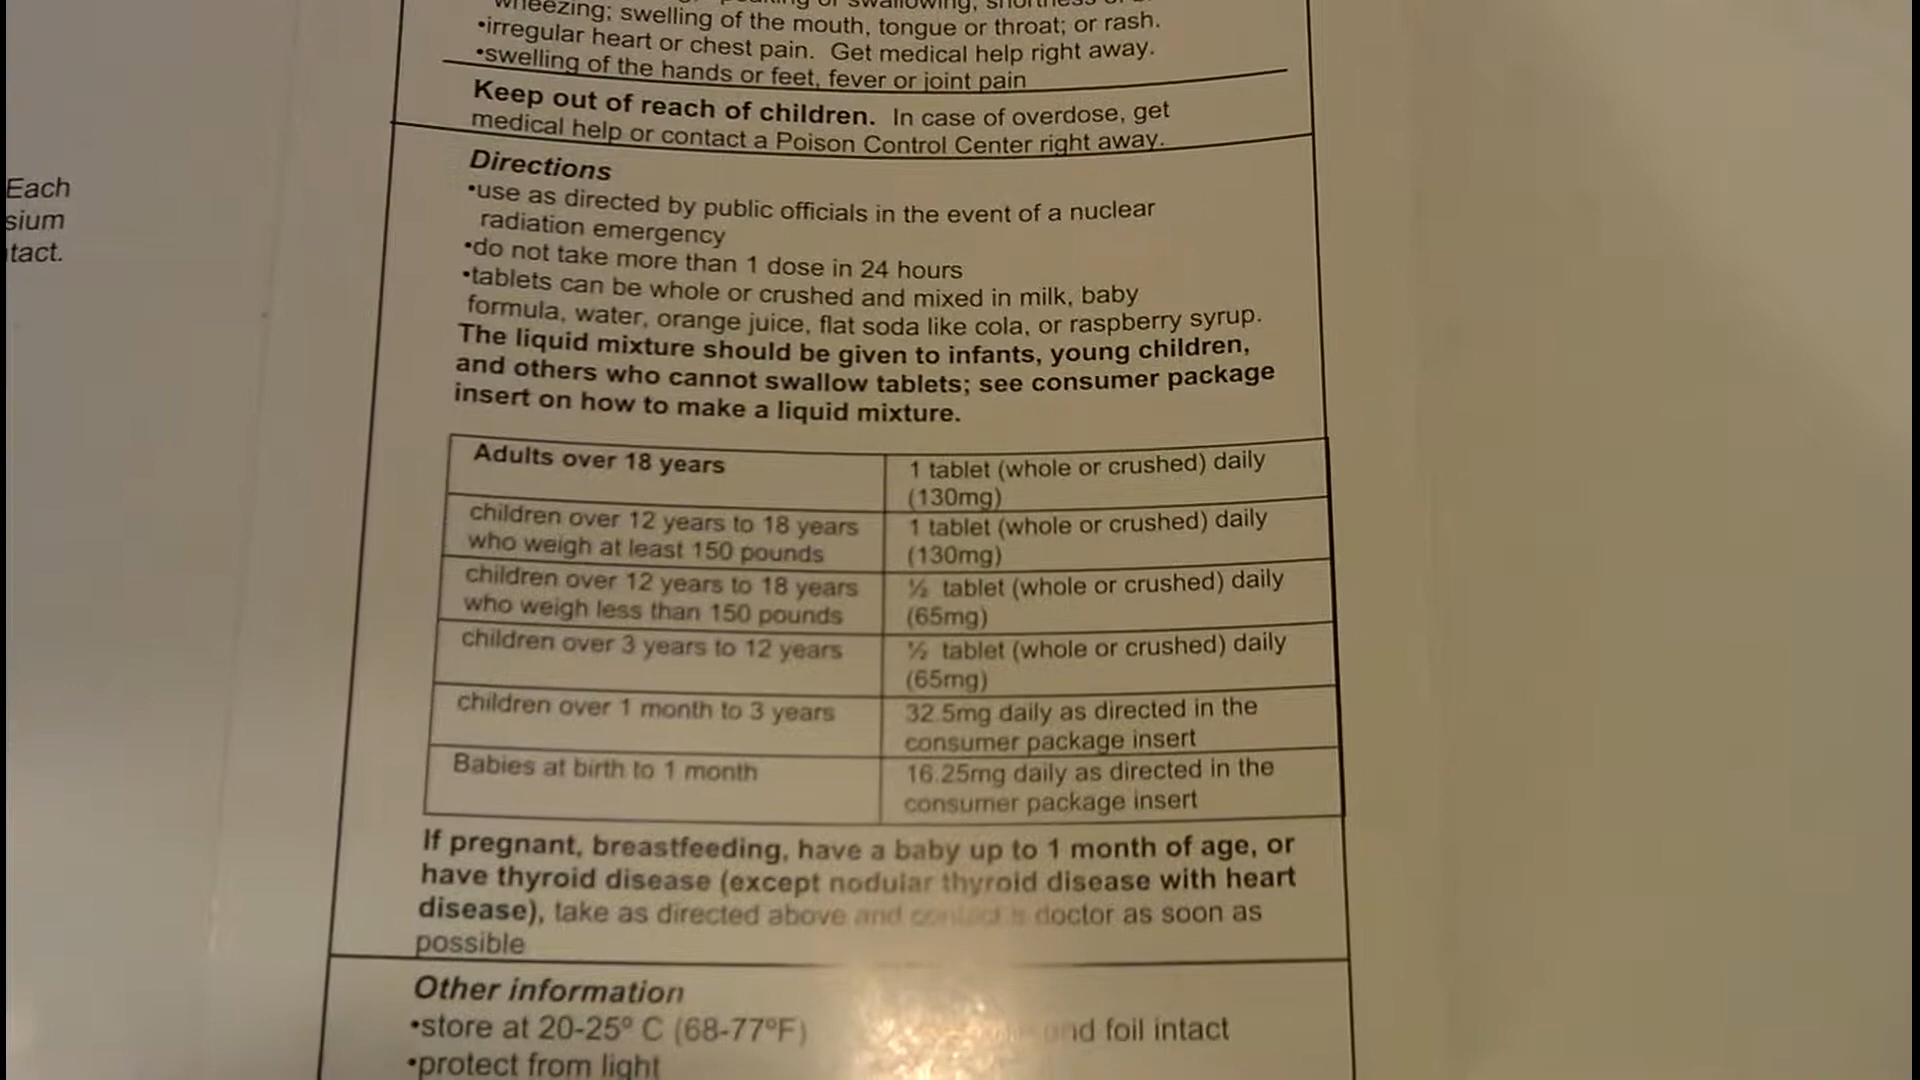 wheezing; swelling of the mouth, tongue or throat; or rash.
•irregular heart or chest pain. Get medical help right away.
•swelling of the hands or feet, fever or joint pain
Keep out of reach of children. In case of overdose, get
medical help or contact a Poison Control Center right away.
Each
sium
tact.
Directions
•use as directed by public officials in the event of a nuclear
radiation emergency
•do not take more than 1 dose in 24 hours
•tablets can be whole or crushed and mixed in milk, baby
formula, water, orange juice, flat soda like cola, or raspberry syrup.
The liquid mixture should be given to infants, young children,
and others who cannot swallow tablets; see consumer package
insert on how to make a liquid mixture.
Adults over 18 years
1 tablet (whole or crushed) daily
(130mg)
children over 12 years to 18 years
who weigh at least 150 pounds
1 tablet (whole or crushed) daily
(130mg)
children over 12 years to 18 years
who weigh less than 150 pounds
½ tablet (whole or crushed) daily
(65mg)
children over 3 years to 12 years
½ tablet (whole or crushed) daily
(65mg)
children over 1 month to 3 years
32.5mg daily as directed in the
consumer package insert
Babies at birth to 1 month
16.25mg daily as directed in the
consumer package insert
If pregnant, breastfeeding, have a baby up to 1 month of age, or
have thyroid disease (except nodular thyroid disease with heart
disease), take as directed above and contact a doctor as soon as
possible
Other information
•store at 20-25º C (68-77ºF)
and foil intact
•protect from light